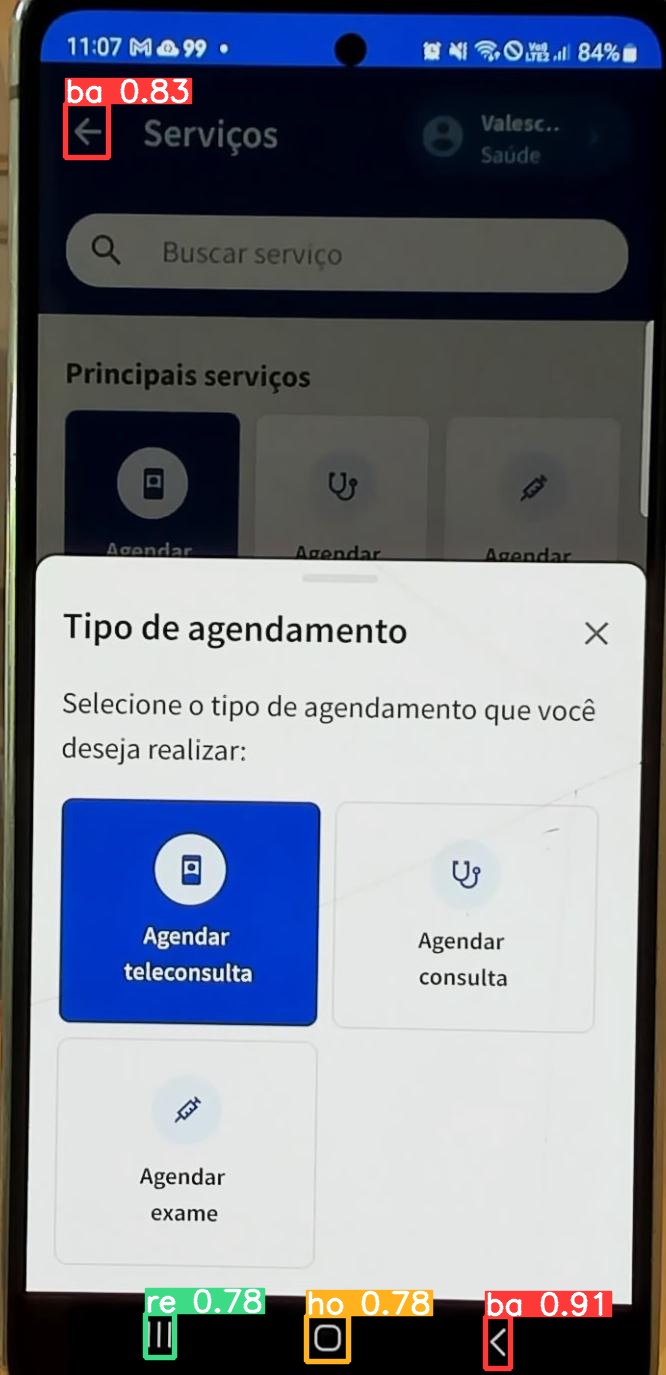 11:07 99 84%
ba 0.83
Serviços
Valesc..
Saúde
Buscar serviço
Principais serviços
Agendar Agendar Agendar
Tipo de agendamento
Selecione o tipo de agendamento que você
deseja realizar:
Agendar
teleconsulta
Agendar
consulta
Agendar
exame
re 0.78 ho 0.78 ba 0.91